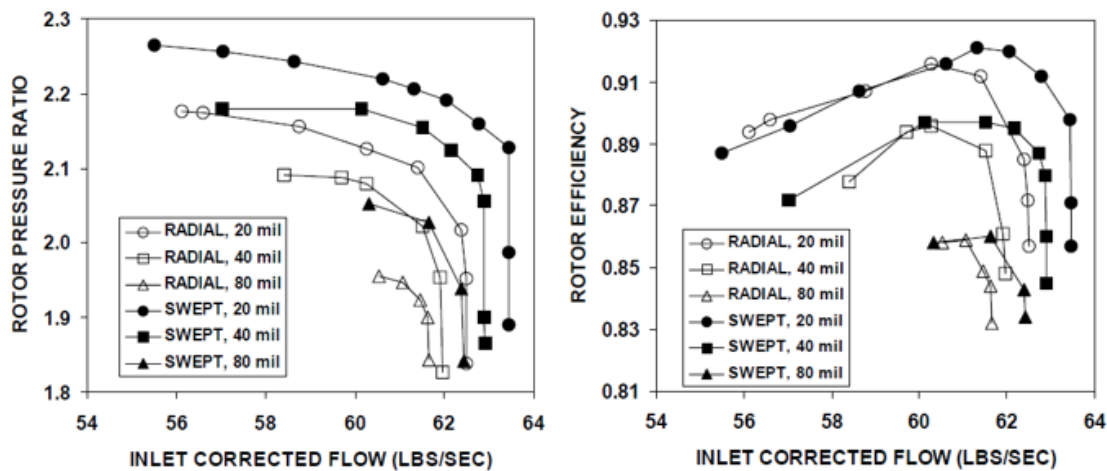 2.3
2.2
2.1
2.0
1.9
1.8
ROTOR PRESSURE RATIO
RADIAL, 20 mil
RADIAL, 40 mil
RADIAL, 80 mil
SWEPT, 20 mil
SWEPT, 40 mil
SWEPT, 80 mil
54 56 58 60 62 64
INLET CORRECTED FLOW (LBS/SEC)
0.93
0.91
0.89
0.87
0.85
0.83
0.81
ROTOR EFFICIENCY
RADIAL, 20 mil
RADIAL, 40 mil
RADIAL, 80 mil
SWEPT, 20 mil
SWEPT, 40 mil
SWEPT, 80 mil
54 56 58 60 62 64
INLET CORRECTED FLOW (LBS/SEC)